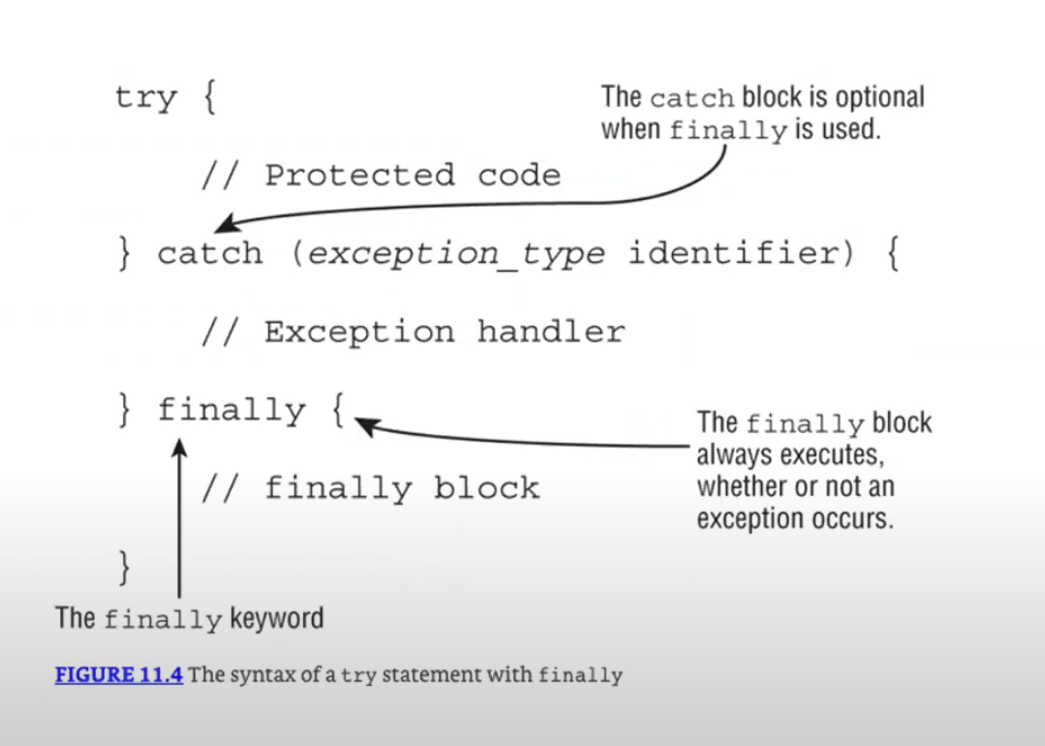 try {
The catch block is optional
when finally is used.
// Protected code
} catch (exception_type identifier) {
// Exception handler
} finally {
The finally block
always executes,
whether or not an
exception occurs.
// finally block
}
The finally keyword
FIGURE 11.4 The syntax of a try statement with finally